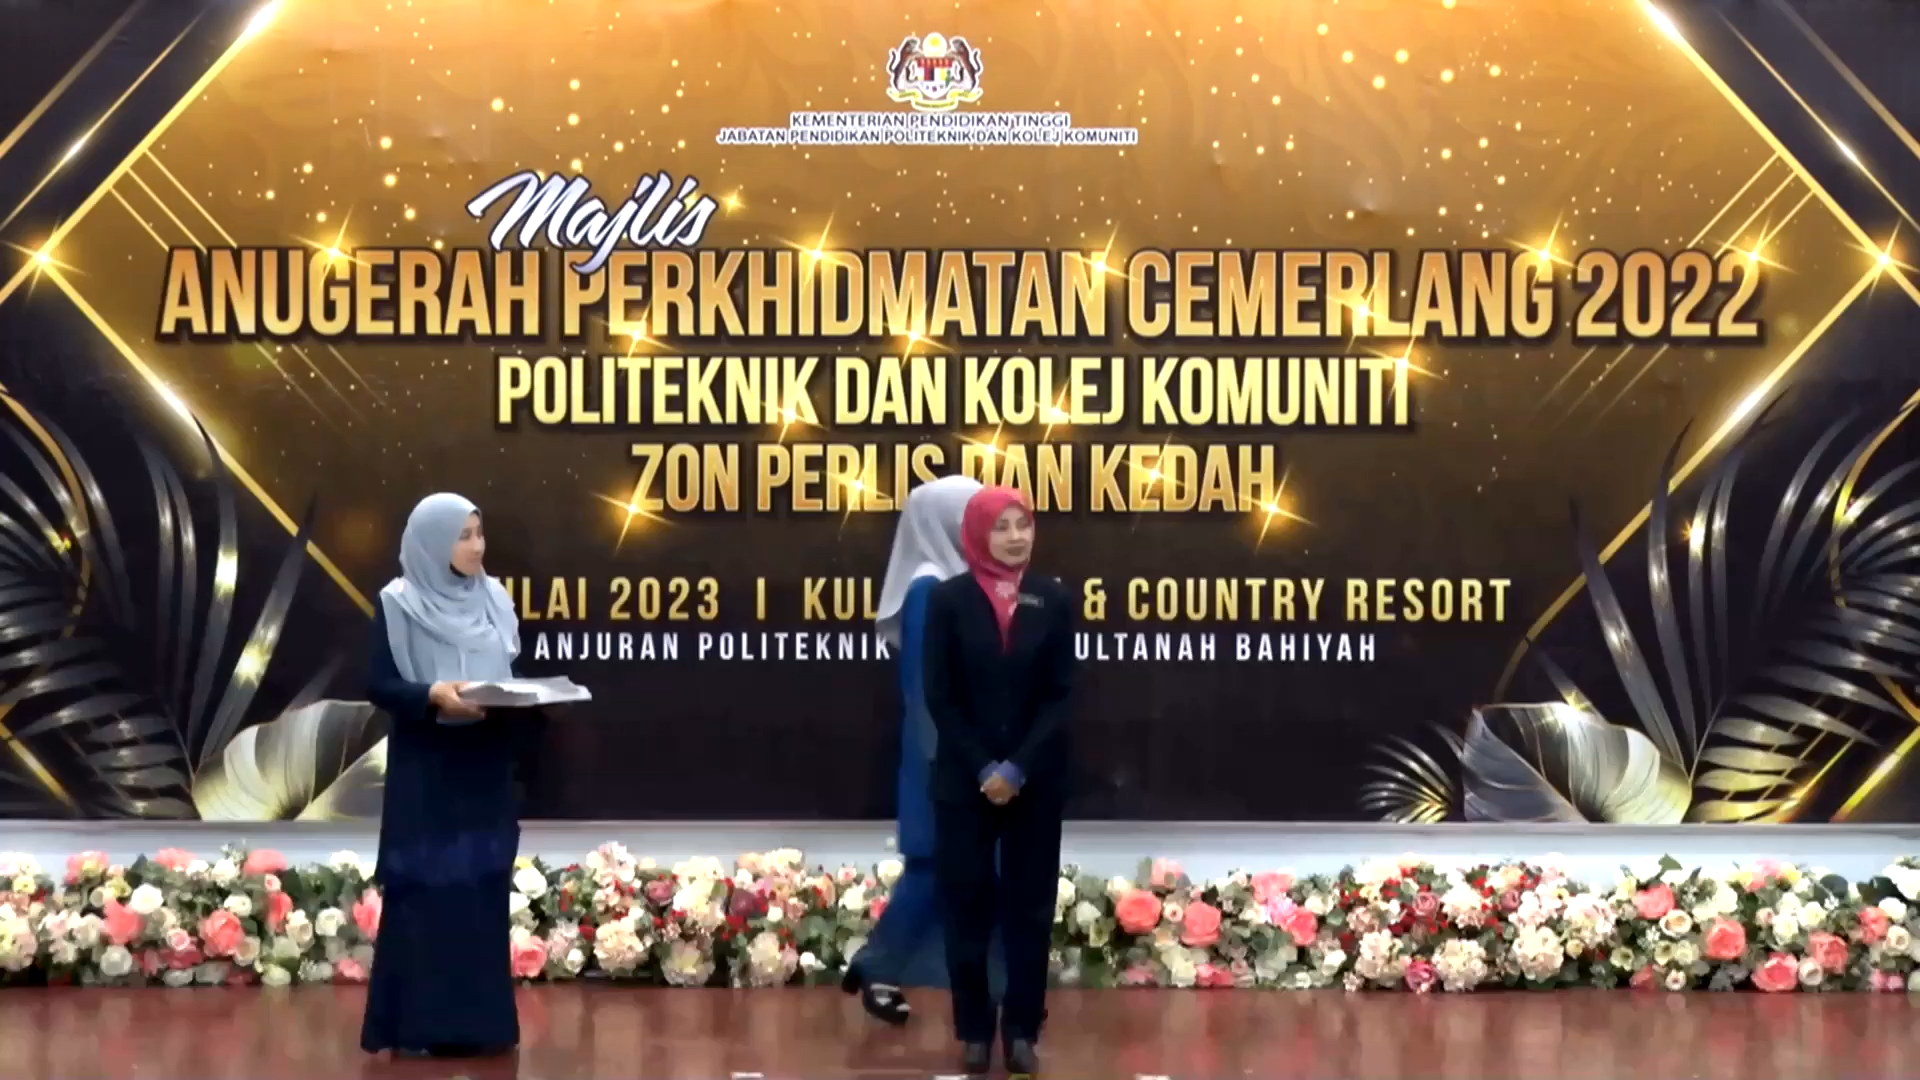 KEMENTERIAN PENDIDIKAN TINGGI
JABATAN PENDIDIKAN POLITEKNIK DAN KOLEJ KOMUNITI
Majlis
ANUGERAH PERKHIDMATAN CEMERLANG 2022
POLITEKNIK DAN KOLEJ KOMUNITI
ZON PERLIS DAN KEDAH
2023 | & COUNTRY RESORT
ANJURAN POLITEKNIK BAHIYAH